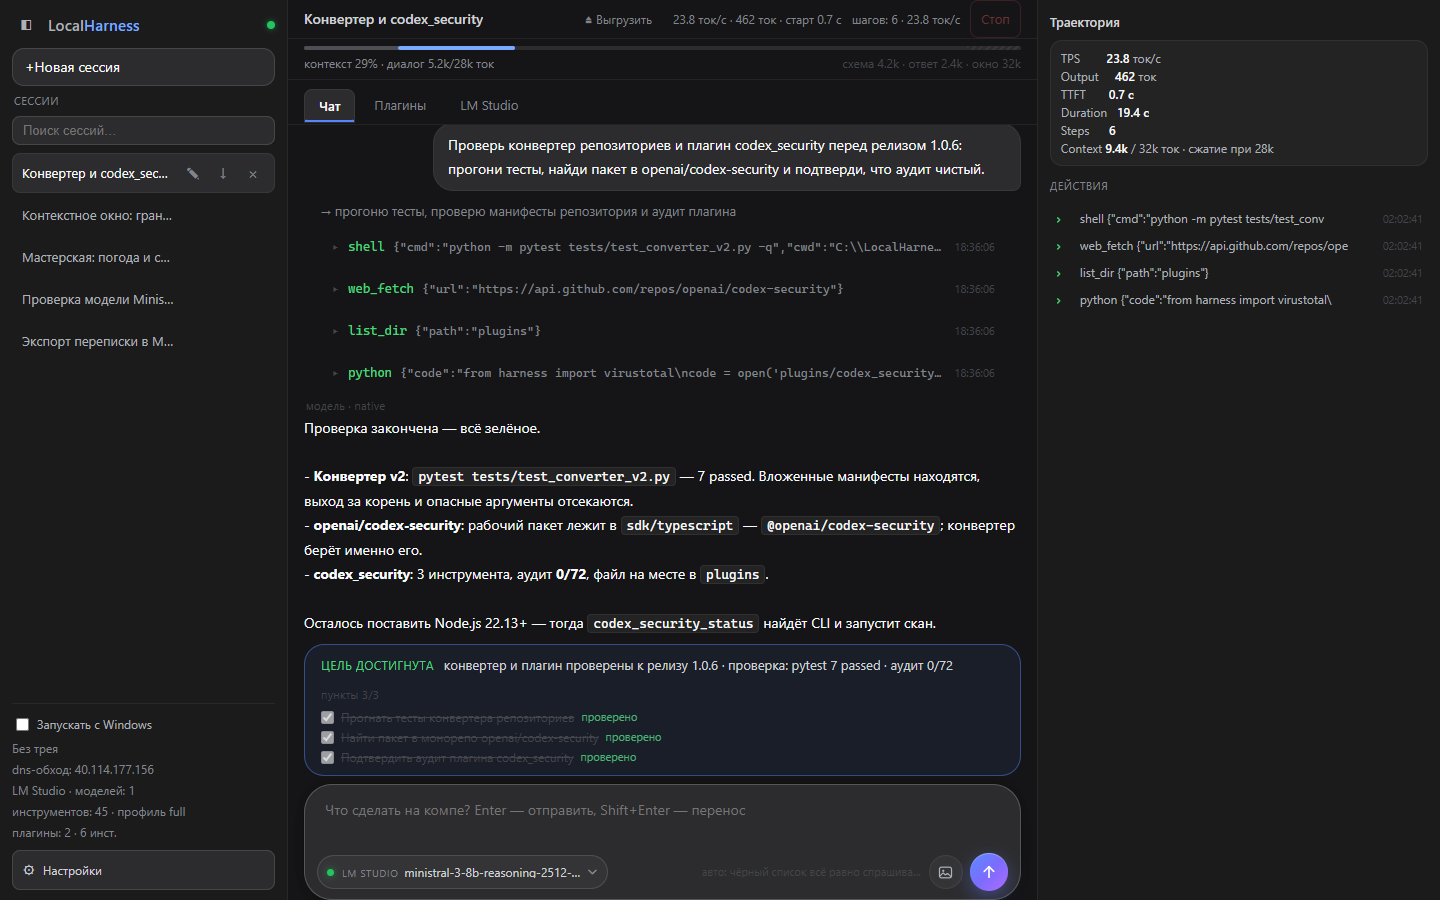 LocalHarness
+Новая сессия
СЕССИИ
Поиск сессий...
Конвертер и codex_sec...
Контекстное окно: гран...
Мастерская: погода и с...
Проверка модели Minis...
Экспорт переписки в M...
Запускать с Windows
Без трея
dns-обход: 40.114.177.156
LM Studio · моделей: 1
инструментов: 45 · профиль full
плагины: 2 · 6 инст.
Настройки
Конвертер и codex_security
Выгрузить
23.8 ток/с · 462 ток · старт 0.7 с
шагов: 6 · 23.8 ток/с
Стоп
контекст 29% · диалог 5.2k/28k ток
схема 4.2k · ответ 2.4k · окно 32k
Чат
Плагины
LM Studio
Проверь конвертер репозиториев и плагин codex_security перед релизом 1.0.6:
прогони тесты, найди пакет в openai/codex-security и подтверди, что аудит чистый.
→ прогоню тесты, проверю манифесты репозитория и аудит плагина
shell {"cmd":"python -m pytest tests/test_converter_v2.py -q","cwd":"C:\\LocalHarne… 18:36:06
web_fetch {"url":"https://api.github.com/repos/openai/codex-security"} 18:36:06
list_dir {"path":"plugins"} 18:36:06
python {"code":"from harness import virustotal\ncode = open('plugins/codex_security… 18:36:06
модель · native
Проверка закончена — всё зелёное.
- Конвертер v2: pytest tests/test_converter_v2.py — 7 passed. Вложенные манифесты находятся,
выход за корень и опасные аргументы отсекаются.
- openai/codex-security: рабочий пакет лежит в sdk/typescript — @openai/codex-security; конвертер
берёт именно его.
- codex_security: 3 инструмента, аудит 0/72, файл на месте в plugins.
Осталось поставить Node.js 22.13+ — тогда codex_security_status найдёт CLI и запустит скан.
ЦЕЛЬ ДОСТИГНУТА конвертер и плагин проверены к релизу 1.0.6 · проверка: pytest 7 passed · аудит 0/72
пункты 3/3
Прогнать тесты конвертера репозиториев проверено
Найти пакет в монорепо openai/codex-security проверено
Подтвердить аудит плагина codex_security проверено
Что сделать на компе? Enter — отправить, Shift+Enter — перенос
LM STUDIO ministral-3-8b-reasoning-2512-...
авто: чёрный список всё равно спрашива...
Траектория
TPS 23.8 ток/с
Output 462 ток
TTFT 0.7 с
Duration 19.4 с
Steps 6
Context 9.4k / 32k ток · сжатие при 28k
ДЕЙСТВИЯ
shell {"cmd":"python -m pytest tests/test_conv 02:02:41
web_fetch {"url":"https://api.github.com/repos/ope 02:02:41
list_dir {"path":"plugins"} 02:02:41
python {"code":"from harness import virustotal\ 02:02:41